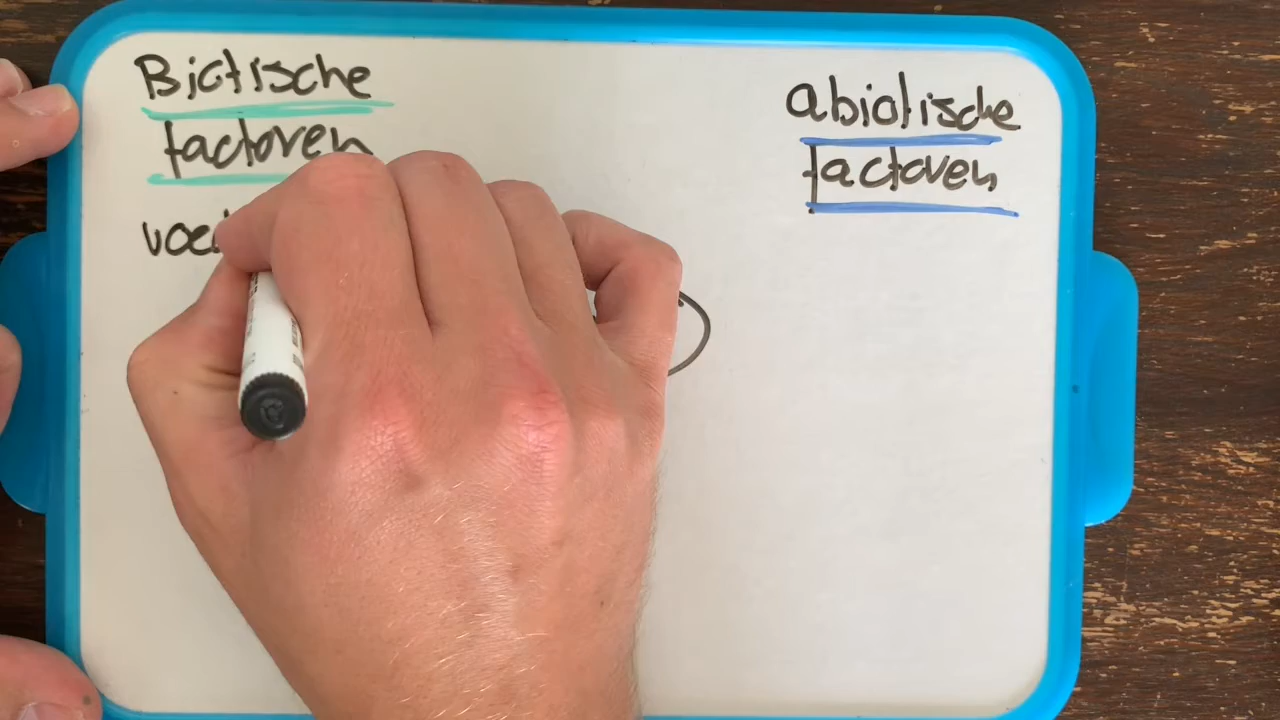 Biotische
factoren
abiotische
factoren